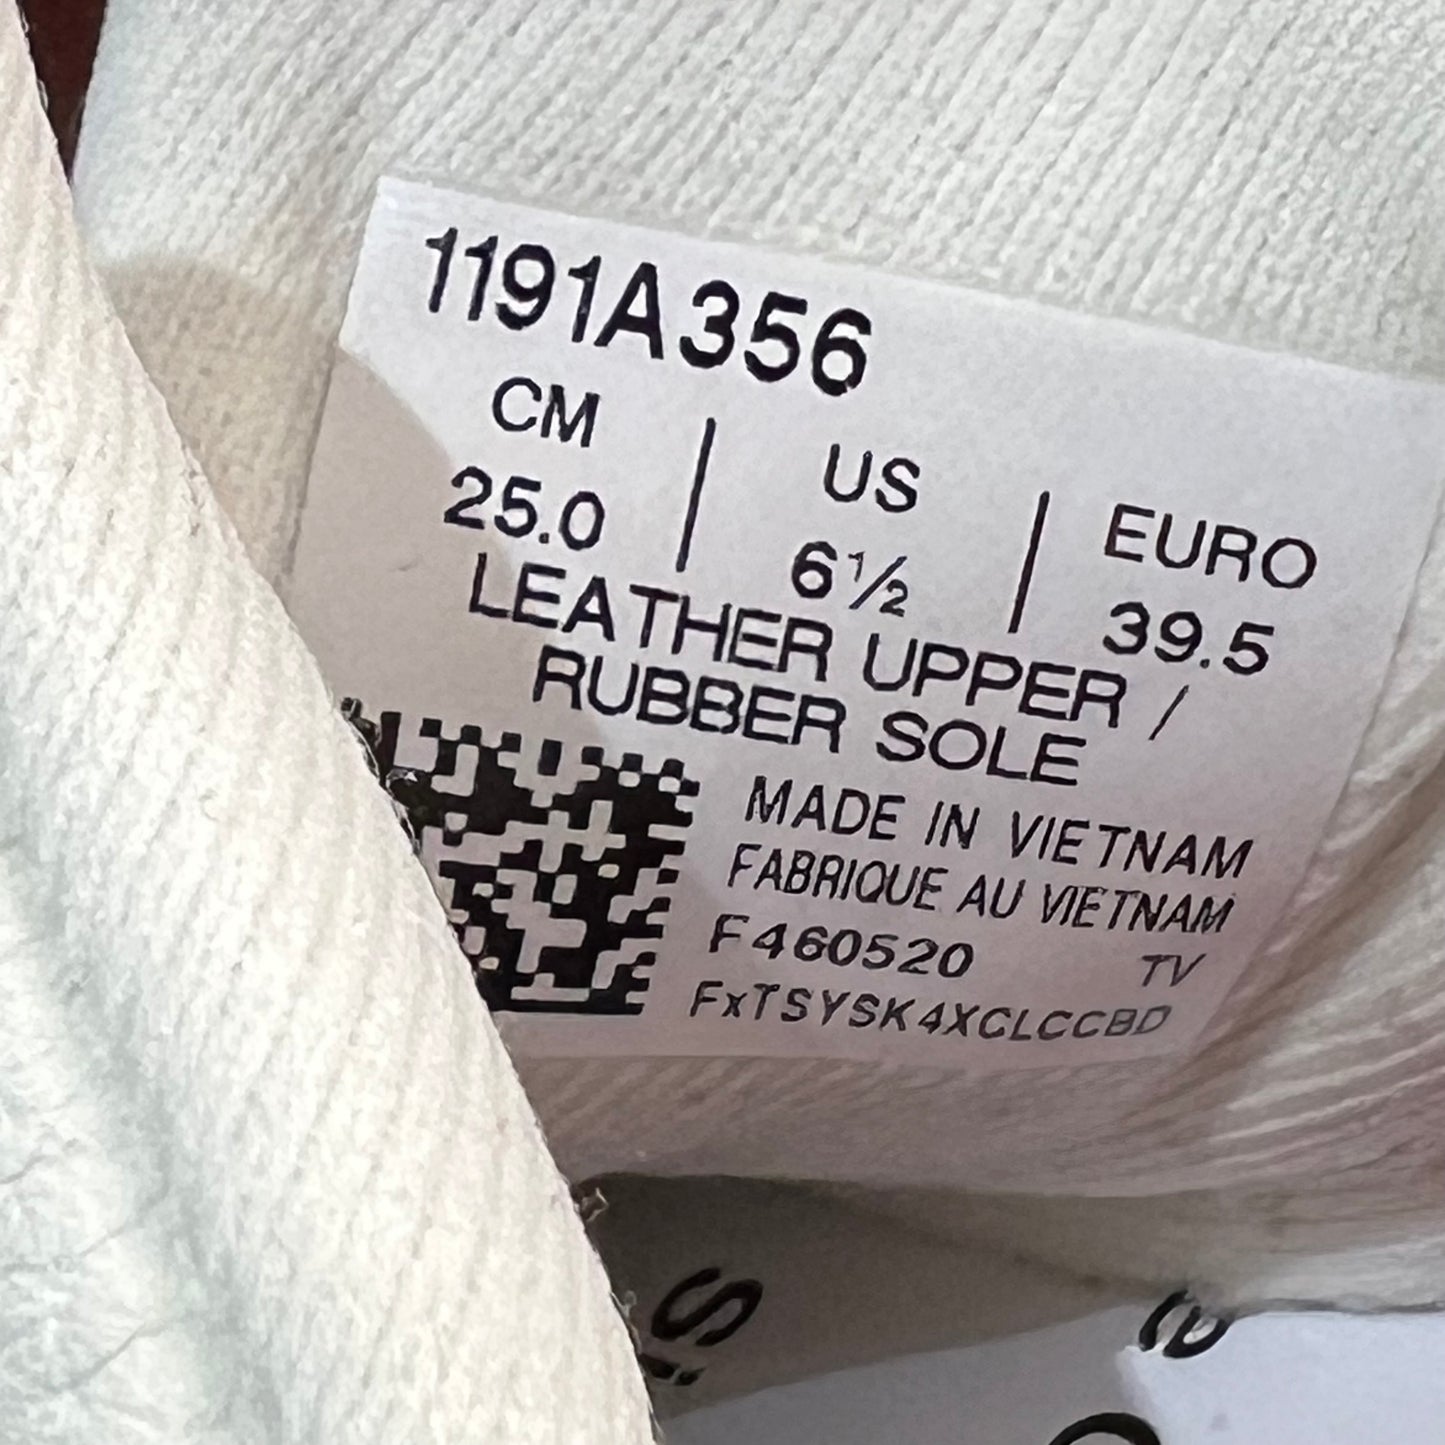 1191A356
CM | US | EURO
25.0 | 6½ | 39.5
LEATHER UPPER /
RUBBER SOLE
MADE IN VIETNAM
FABRIQUE AU VIETNAM
F460520 TV
FxTSYSK4XCLCCBD